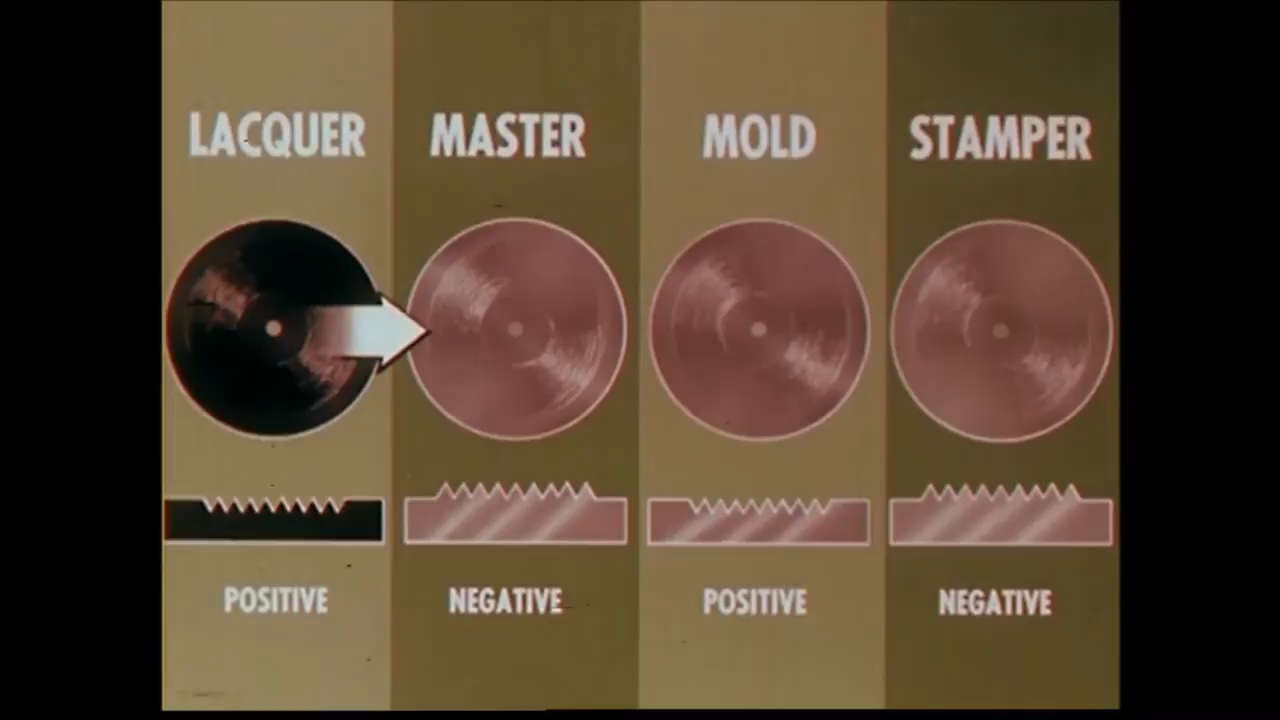 LACQUER
MASTER
MOLD
STAMPER
POSITIVE
NEGATIVE
POSITIVE
NEGATIVE